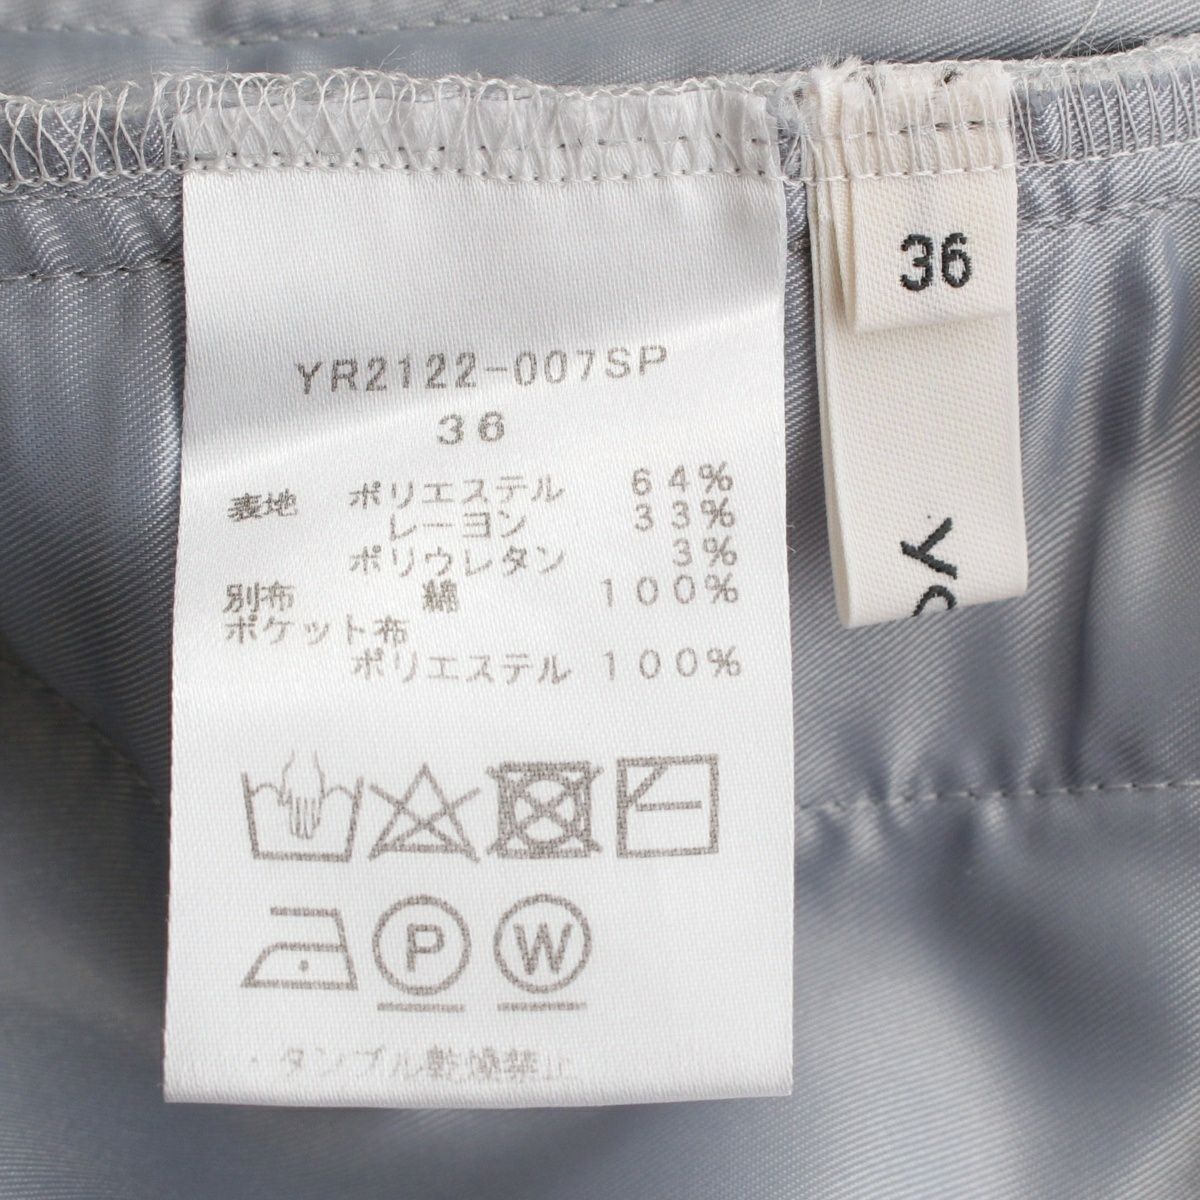 YR2122-007SP
36
表地 ポリエステル 64%
レーヨン 33%
ポリウレタン 3%
別布 綿 100%
ポケット布
ポリエステル 100%
P W
・タンブル乾燥禁止
36
yo